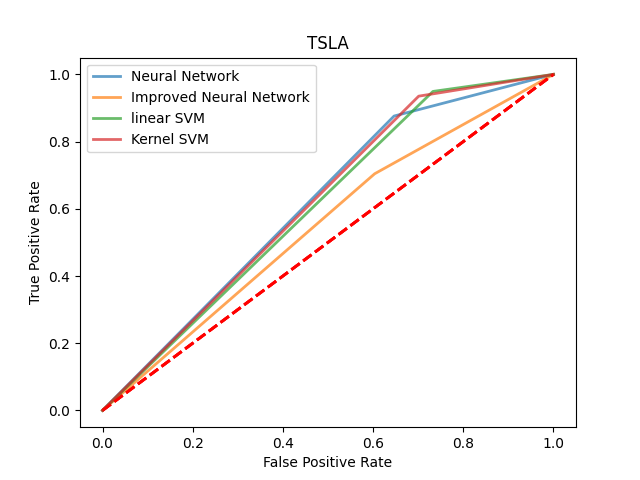 TSLA
Neural Network
Improved Neural Network
linear SVM
Kernel SVM
True Positive Rate
1.0
0.8
0.6
0.4
0.2
0.0
0.0 0.2 0.4 0.6 0.8 1.0
False Positive Rate